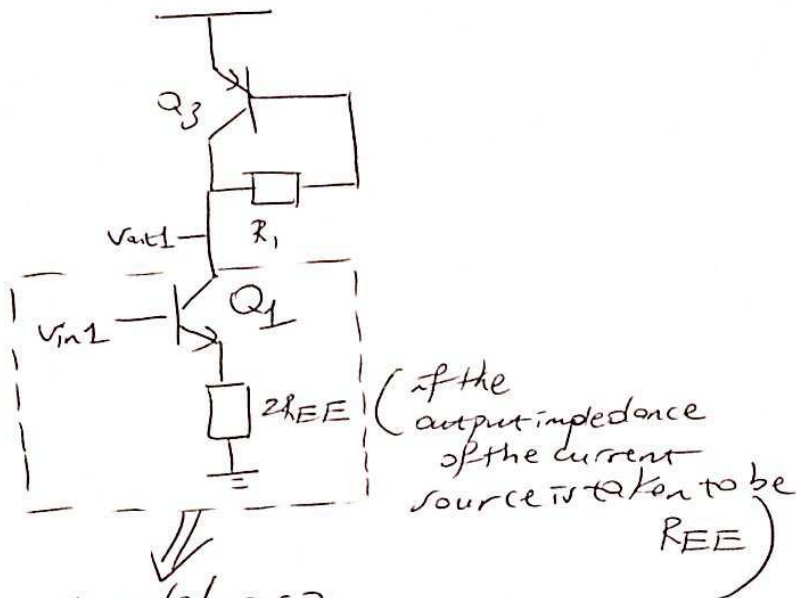 Q3
Vout1
R1
Vin1
Q1
2REE
(if the
output impedance
of the current
source is taken to be
REE)